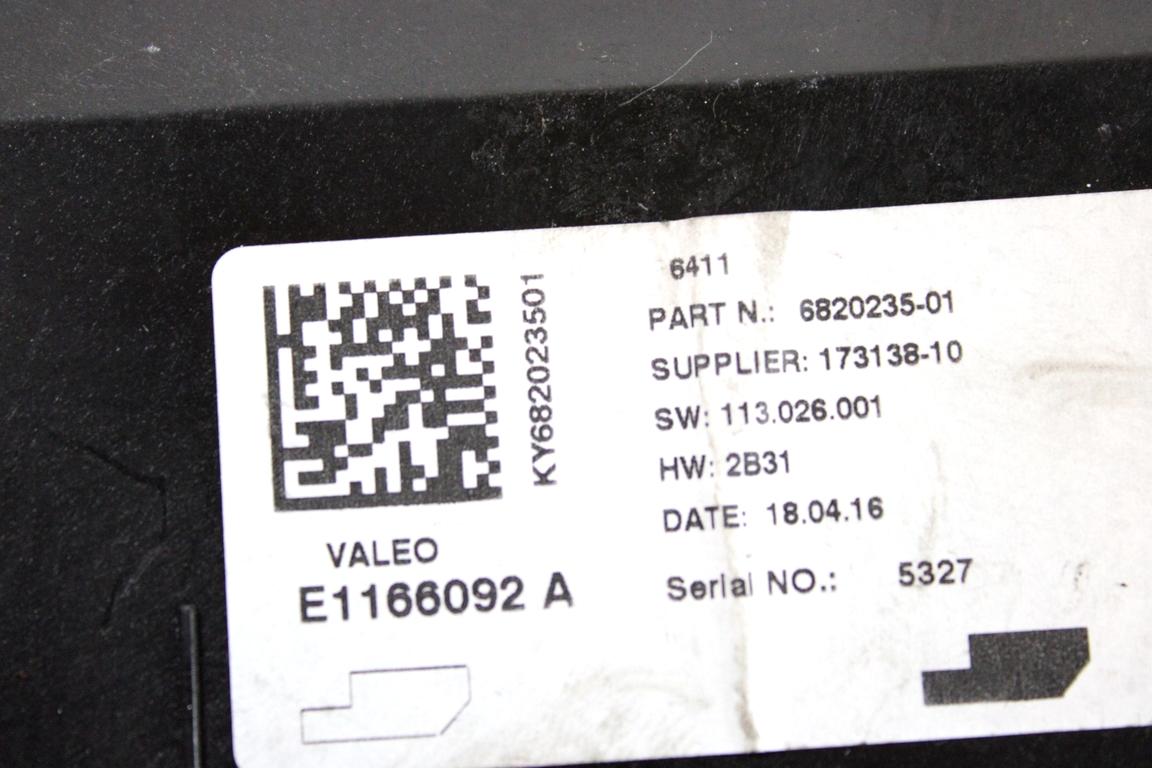 6411
PART N.: 6820235-01
SUPPLIER: 173138-10
SW: 113.026.001
HW: 2B31
DATE: 18.04.16
Serial NO.: 5327
KY682023501
VALEO
E1166092 A